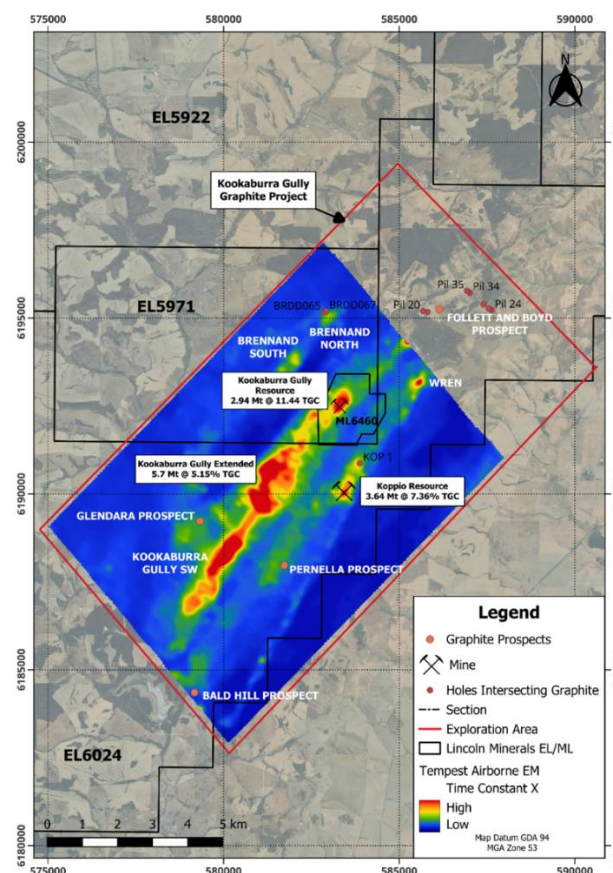 575000
580000
585000
590000
6200000
6195000
6190000
6185000
6180000
EL5922
N
Kookaburra Gully
Graphite Project
EL5971
Pil 35
Pil 34
Pil 20
Pil 24
FOLLETT AND BOYD
PROSPECT
BRDD065
BRDD067
BRENNAND
NORTH
BRENNAND
SOUTH
WREN
Kookaburra Gully
Resource
2.94 Mt @ 11.44 TGC
ML6460
KOP 1
Kookaburra Gully Extended
5.7 Mt @ 5.15% TGC
Koppio Resource
3.64 Mt @ 7.36% TGC
GLENDARA PROSPECT
KOOKABURRA
GULLY SW
PERNELLA PROSPECT
BALD HILL PROSPECT
EL6024
Legend
Graphite Prospects
Mine
Holes Intersecting Graphite
Section
Exploration Area
Lincoln Minerals EL/ML
Tempest Airborne EM
Time Constant X
High
Low
Map Datum GDA 94
MGA Zone 53
0 1 2 3 4 5 km
575000
580000
585000
590000
6200000
6195000
6190000
6185000
6180000